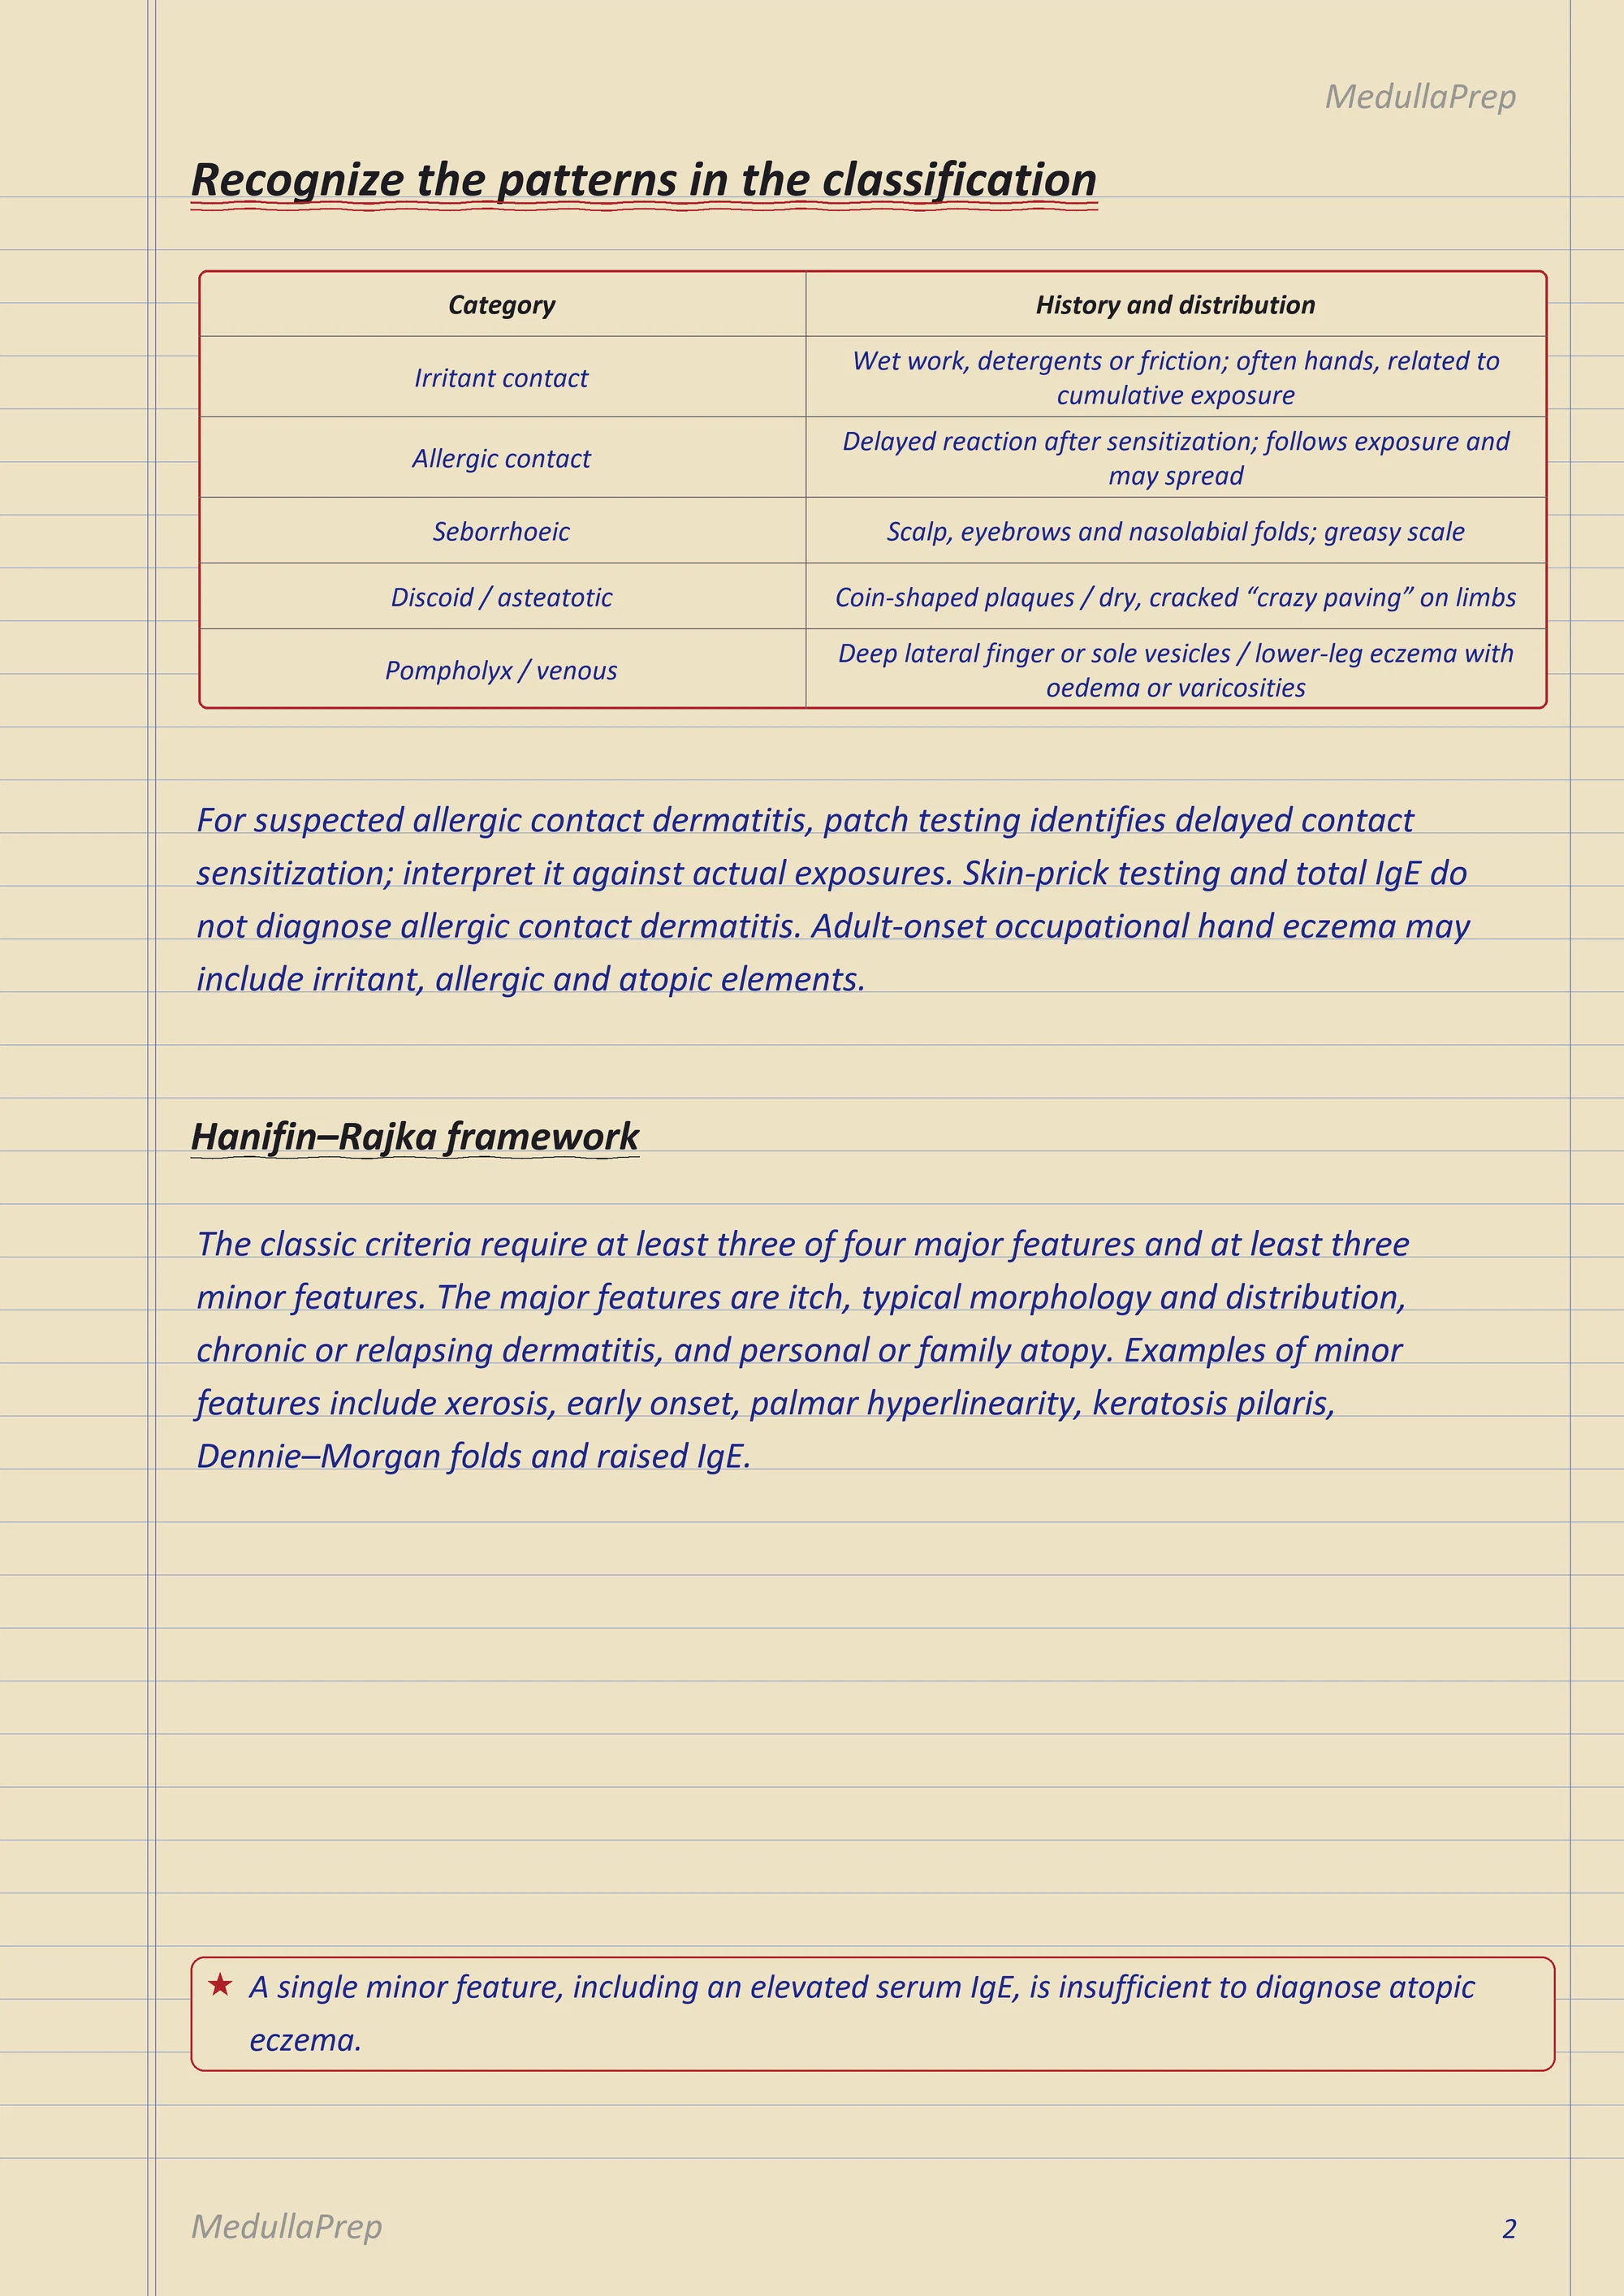 MedullaPrep
Recognize the patterns in the classification
Category
History and distribution
Irritant contact
Wet work, detergents or friction; often hands, related to
cumulative exposure
Allergic contact
Delayed reaction after sensitization; follows exposure and
may spread
Seborrhoeic
Scalp, eyebrows and nasolabial folds; greasy scale
Discoid / asteatotic
Coin-shaped plaques / dry, cracked “crazy paving” on limbs
Pompholyx / venous
Deep lateral finger or sole vesicles / lower-leg eczema with
oedema or varicosities
For suspected allergic contact dermatitis, patch testing identifies delayed contact
sensitization; interpret it against actual exposures. Skin-prick testing and total IgE do
not diagnose allergic contact dermatitis. Adult-onset occupational hand eczema may
include irritant, allergic and atopic elements.
Hanifin–Rajka framework
The classic criteria require at least three of four major features and at least three
minor features. The major features are itch, typical morphology and distribution,
chronic or relapsing dermatitis, and personal or family atopy. Examples of minor
features include xerosis, early onset, palmar hyperlinearity, keratosis pilaris,
Dennie–Morgan folds and raised IgE.
★ A single minor feature, including an elevated serum IgE, is insufficient to diagnose atopic
eczema.
MedullaPrep
2